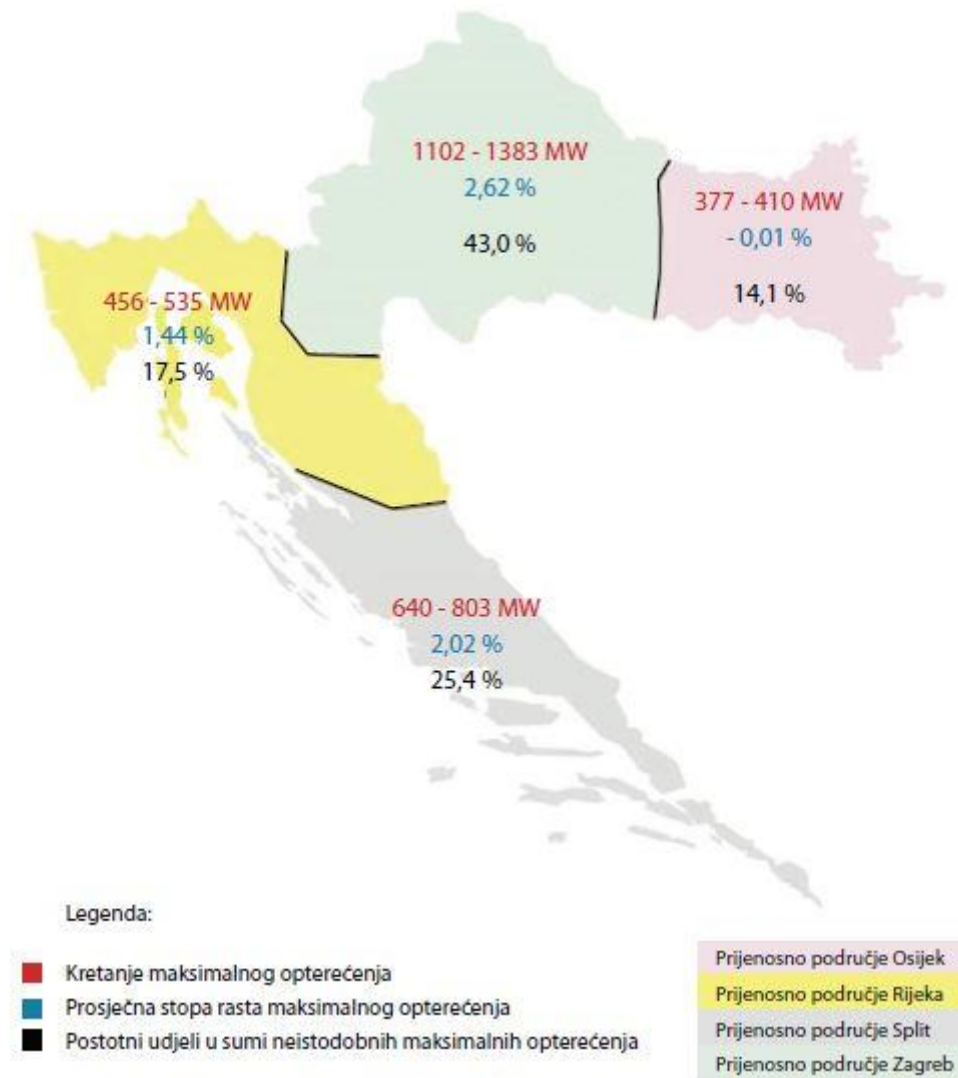 1102 - 1383 MW
2,62 %
43,0 %
377 - 410 MW
- 0,01 %
14,1 %
456 - 535 MW
1,44 %
17,5 %
640 - 803 MW
2,02 %
25,4 %
Legenda:
Kretanje maksimalnog opterećenja
Prosječna stopa rasta maksimalnog opterećenja
Postotni udjeli u sumi neistodobnih maksimalnih opterećenja
Prijenosno područje Osijek
Prijenosno područje Rijeka
Prijenosno područje Split
Prijenosno područje Zagreb